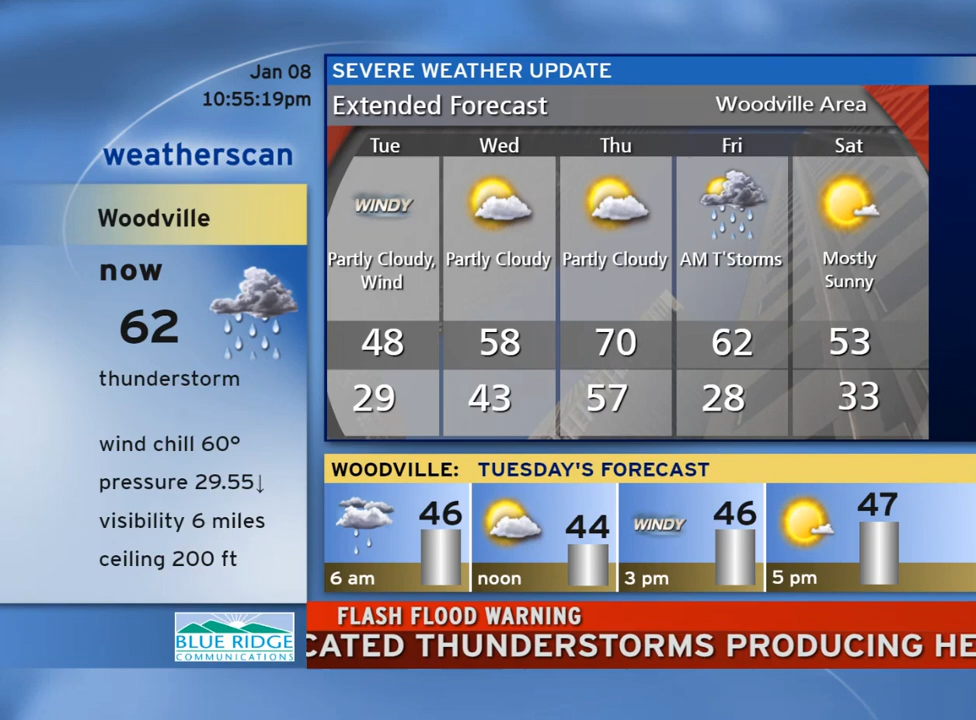 Jan 08
10:55:19pm
weatherscan
Woodville
now
62
thunderstorm
wind chill 60°
pressure 29.55↓
visibility 6 miles
ceiling 200 ft
BLUE RIDGE
COMMUNICATIONS
SEVERE WEATHER UPDATE
Extended Forecast Woodville Area
Tue Wed Thu Fri Sat
WINDY
Partly Cloudy, Wind Partly Cloudy Partly Cloudy AM T'Storms Mostly Sunny
48 58 70 62 53
29 43 57 28 33
WOODVILLE: TUESDAY'S FORECAST
46 44 WINDY 46 47
6 am noon 3 pm 5 pm
FLASH FLOOD WARNING
CATED THUNDERSTORMS PRODUCING HE